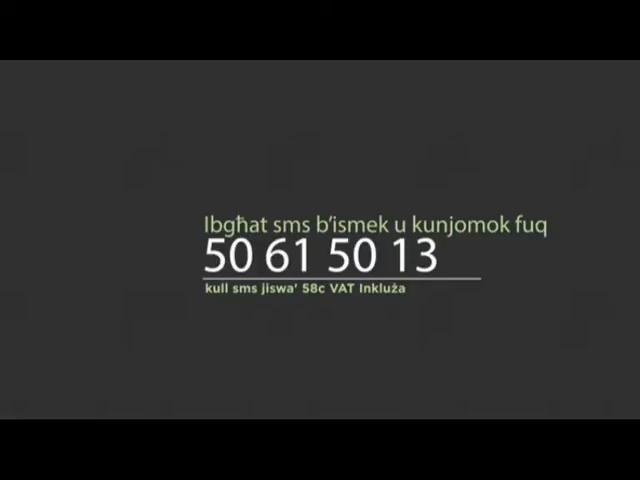 Ibgħat sms b'ismek u kunjomok fuq
50 61 50 13
kull sms jiswa' 58c VAT Inkluża